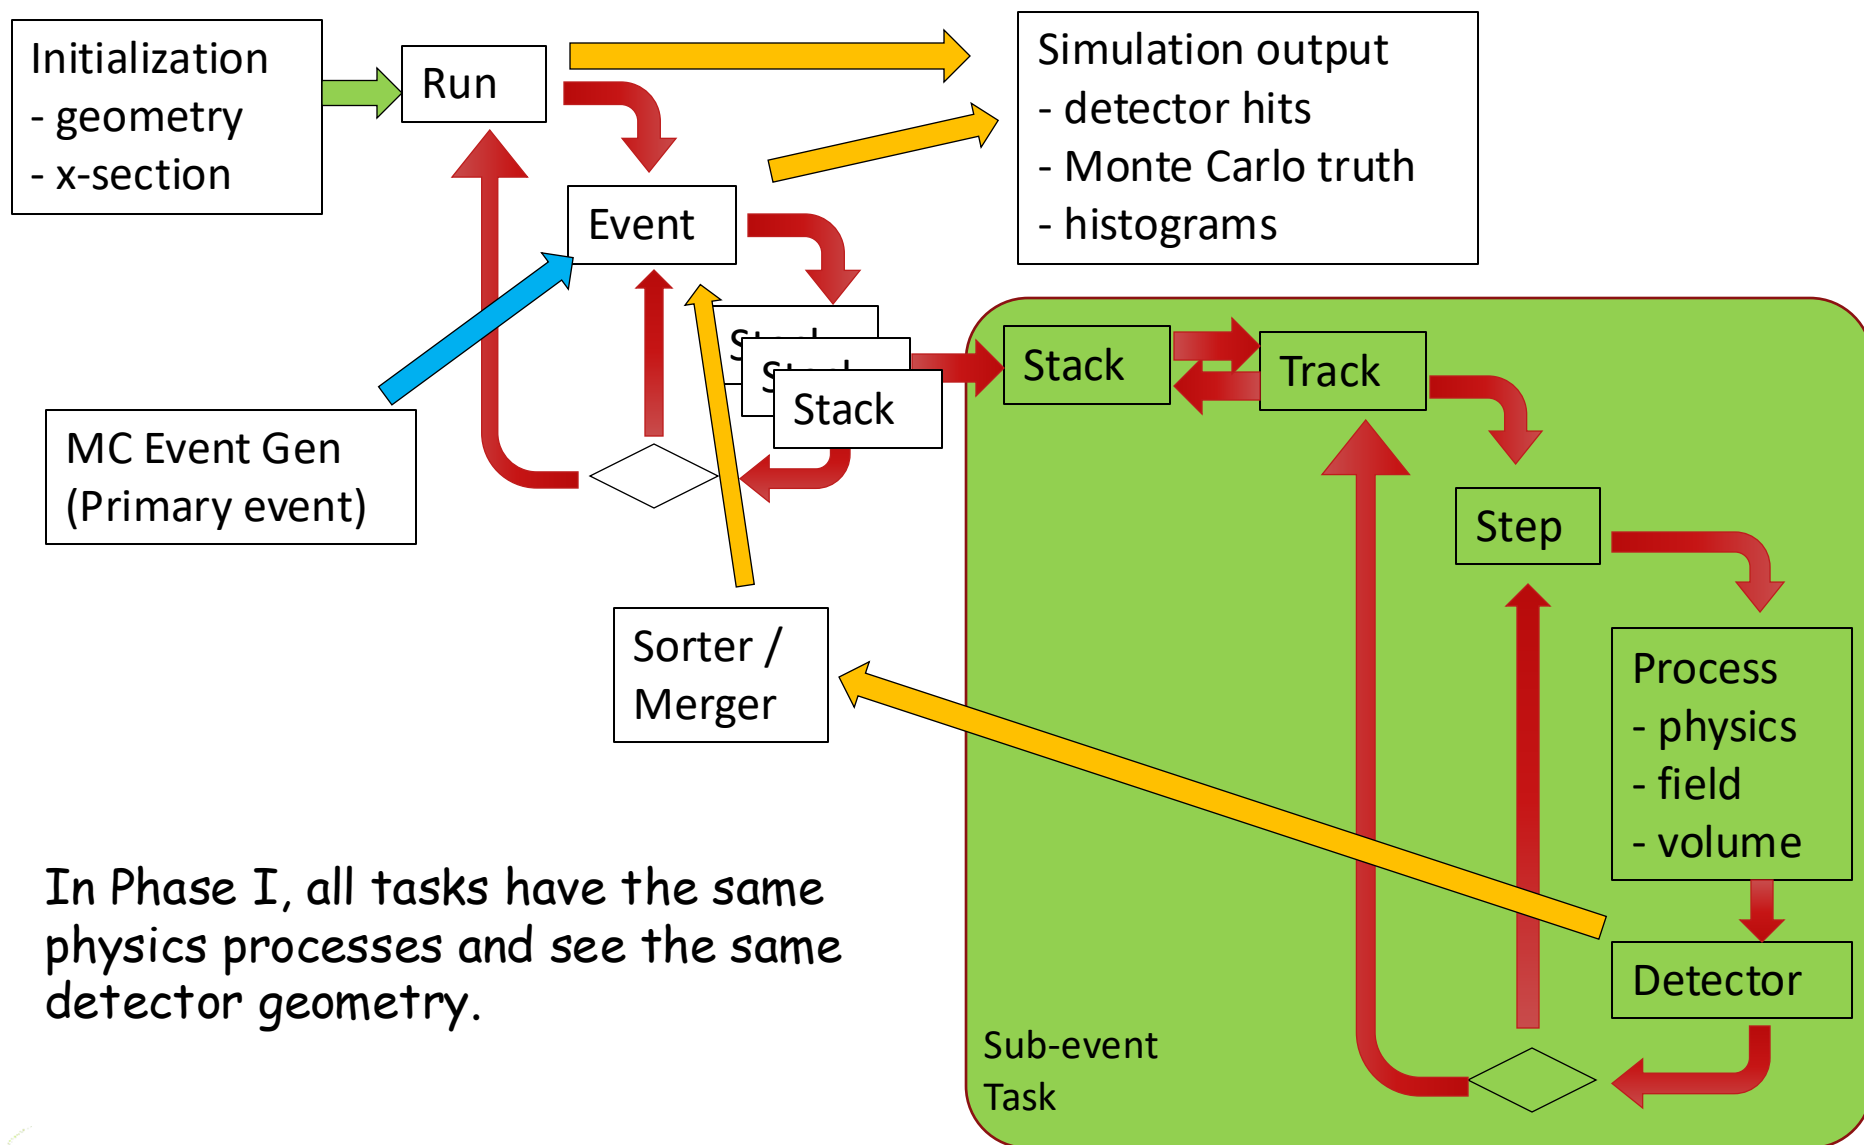 Initialization
- geometry
- x-section
Run
Simulation output
- detector hits
- Monte Carlo truth
- histograms
Event
Stack
Stack
Stack
Stack
Track
MC Event Gen
(Primary event)
Step
Sorter /
Merger
Process
- physics
- field
- volume
In Phase I, all tasks have the same
physics processes and see the same
detector geometry.
Detector
Sub-event
Task